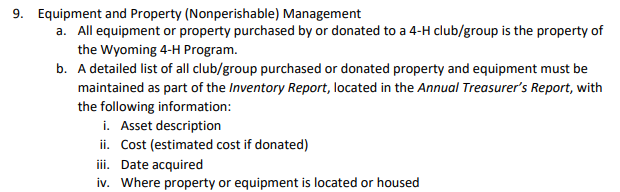 9. Equipment and Property (Nonperishable) Management
a. All equipment or property purchased by or donated to a 4-H club/group is the property of
the Wyoming 4-H Program.
b. A detailed list of all club/group purchased or donated property and equipment must be
maintained as part of the Inventory Report, located in the Annual Treasurer's Report, with
the following information:
i. Asset description
ii. Cost (estimated cost if donated)
iii. Date acquired
iv. Where property or equipment is located or housed